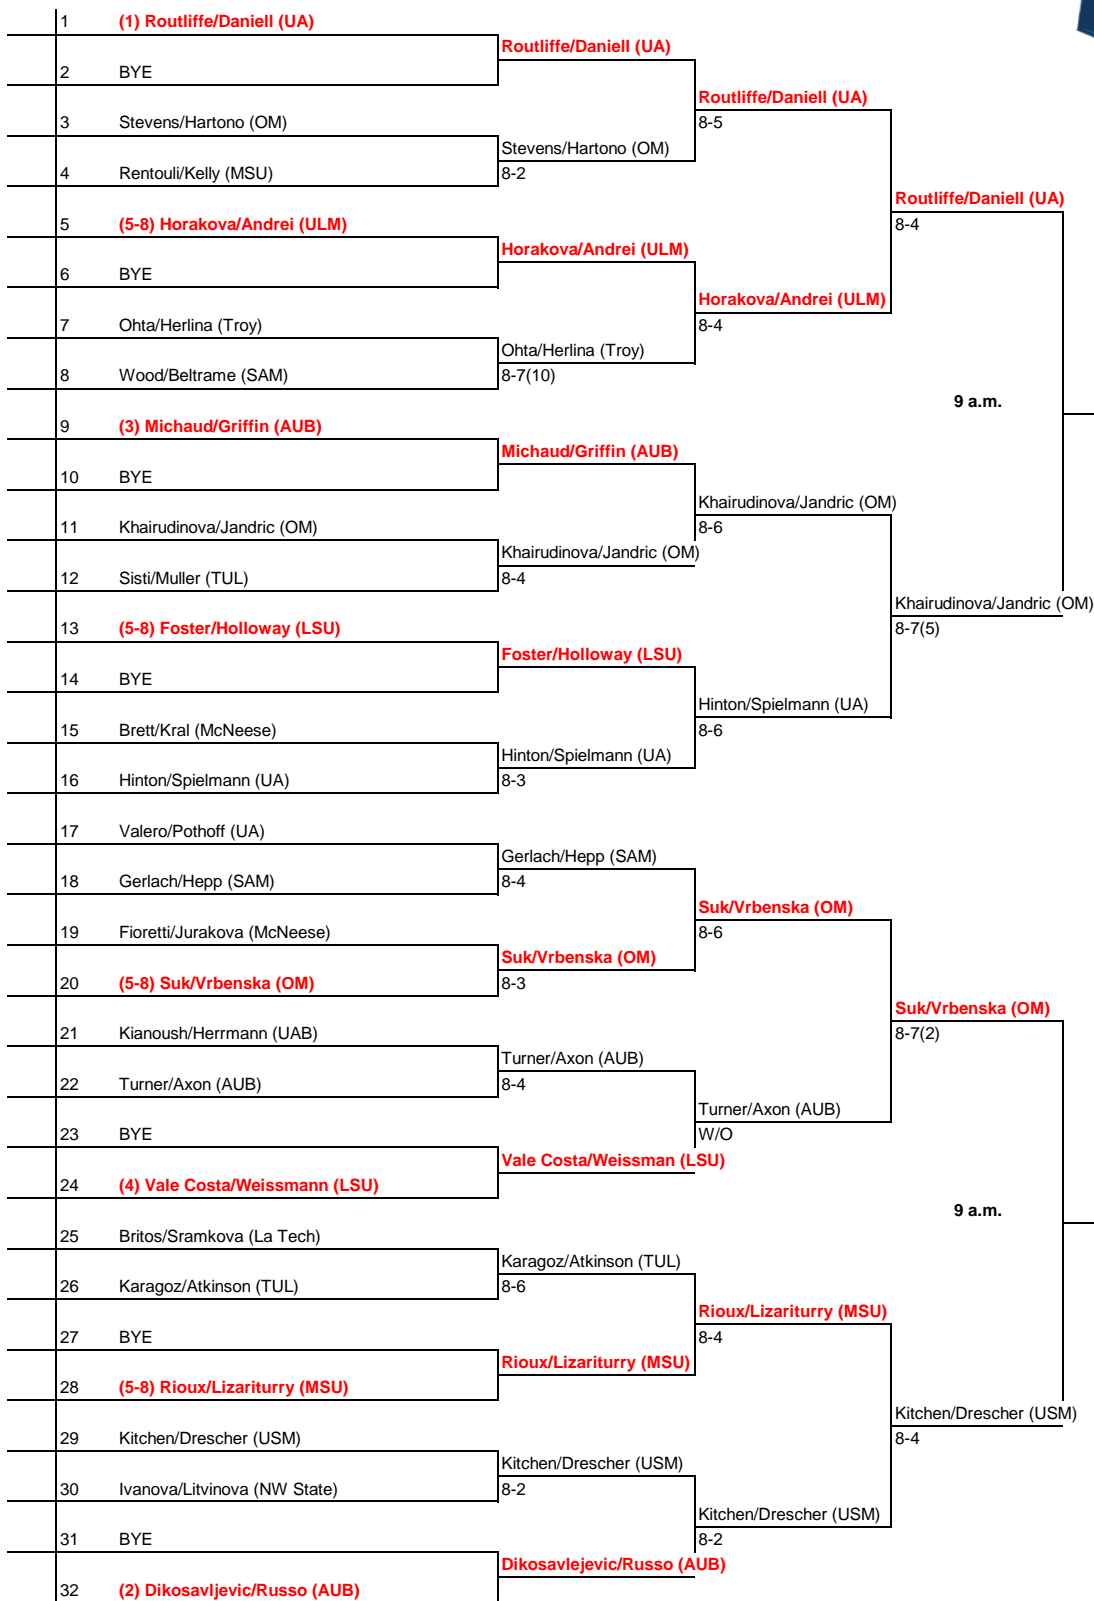 1 (1) Routliffe/Daniell (UA)
Routliffe/Daniell (UA)
2 BYE
Routliffe/Daniell (UA)
3 Stevens/Hartono (OM)
8-5
Stevens/Hartono (OM)
4 Rentouli/Kelly (MSU)
8-2
Routliffe/Daniell (UA)
5 (5-8) Horakova/Andrei (ULM)
8-4
Horakova/Andrei (ULM)
6 BYE
Horakova/Andrei (ULM)
7 Ohta/Herlina (Troy)
8-4
Ohta/Herlina (Troy)
8 Wood/Beltrame (SAM)
8-7(10)
9 a.m.
9 (3) Michaud/Griffin (AUB)
Michaud/Griffin (AUB)
10 BYE
Khairudinova/Jandric (OM)
11 Khairudinova/Jandric (OM)
8-6
Khairudinova/Jandric (OM)
12 Sisti/Muller (TUL)
8-4
Khairudinova/Jandric (OM)
13 (5-8) Foster/Holloway (LSU)
8-7(5)
Foster/Holloway (LSU)
14 BYE
Hinton/Spielmann (UA)
15 Brett/Kral (McNeese)
8-6
Hinton/Spielmann (UA)
16 Hinton/Spielmann (UA)
8-3
17 Valero/Pothoff (UA)
Gerlach/Hepp (SAM)
18 Gerlach/Hepp (SAM)
8-4
Suk/Vrbenska (OM)
19 Fioretti/Jurakova (McNeese)
8-6
Suk/Vrbenska (OM)
20 (5-8) Suk/Vrbenska (OM)
8-3
Suk/Vrbenska (OM)
21 Kianoush/Herrmann (UAB)
8-7(2)
Turner/Axon (AUB)
22 Turner/Axon (AUB)
8-4
Turner/Axon (AUB)
23 BYE
W/O
Vale Costa/Weissman (LSU)
24 (4) Vale Costa/Weissmann (LSU)
9 a.m.
25 Britos/Sramkova (La Tech)
Karagoz/Atkinson (TUL)
26 Karagoz/Atkinson (TUL)
8-6
Rioux/Lizariturry (MSU)
27 BYE
8-4
Rioux/Lizariturry (MSU)
28 (5-8) Rioux/Lizariturry (MSU)
Kitchen/Drescher (USM)
29 Kitchen/Drescher (USM)
8-4
Kitchen/Drescher (USM)
30 Ivanova/Litvinova (NW State)
8-2
Kitchen/Drescher (USM)
31 BYE
8-2
Dikosavlejevic/Russo (AUB)
32 (2) Dikosavljevic/Russo (AUB)